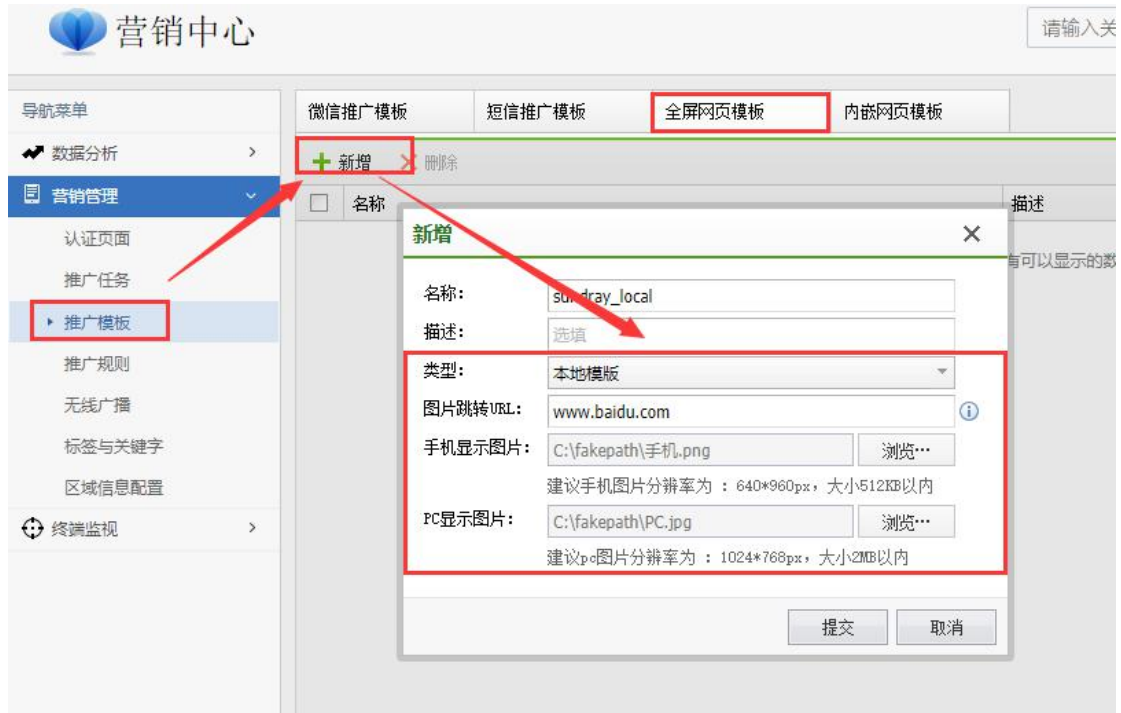 营销中心
请输入关
导航菜单
数据分析
营销管理
认证页面
推广任务
推广模板
推广规则
无线广播
标签与关键字
区域信息配置
终端监视
微信推广模板
短信推广模板
全屏网页模板
内嵌网页模板
新增
删除
名称
描述
有可以显示的数
新增
名称:
sundray_local
描述:
选填
类型:
本地模版
图片跳转URL:
www.baidu.com
手机显示图片:
C:\fakepath\手机.png
浏览…
建议手机图片分辨率为 : 640*960px, 大小512KB以内
PC显示图片:
C:\fakepath\PC.jpg
浏览…
建议pc图片分辨率为 : 1024*768px, 大小2MB以内
提交
取消